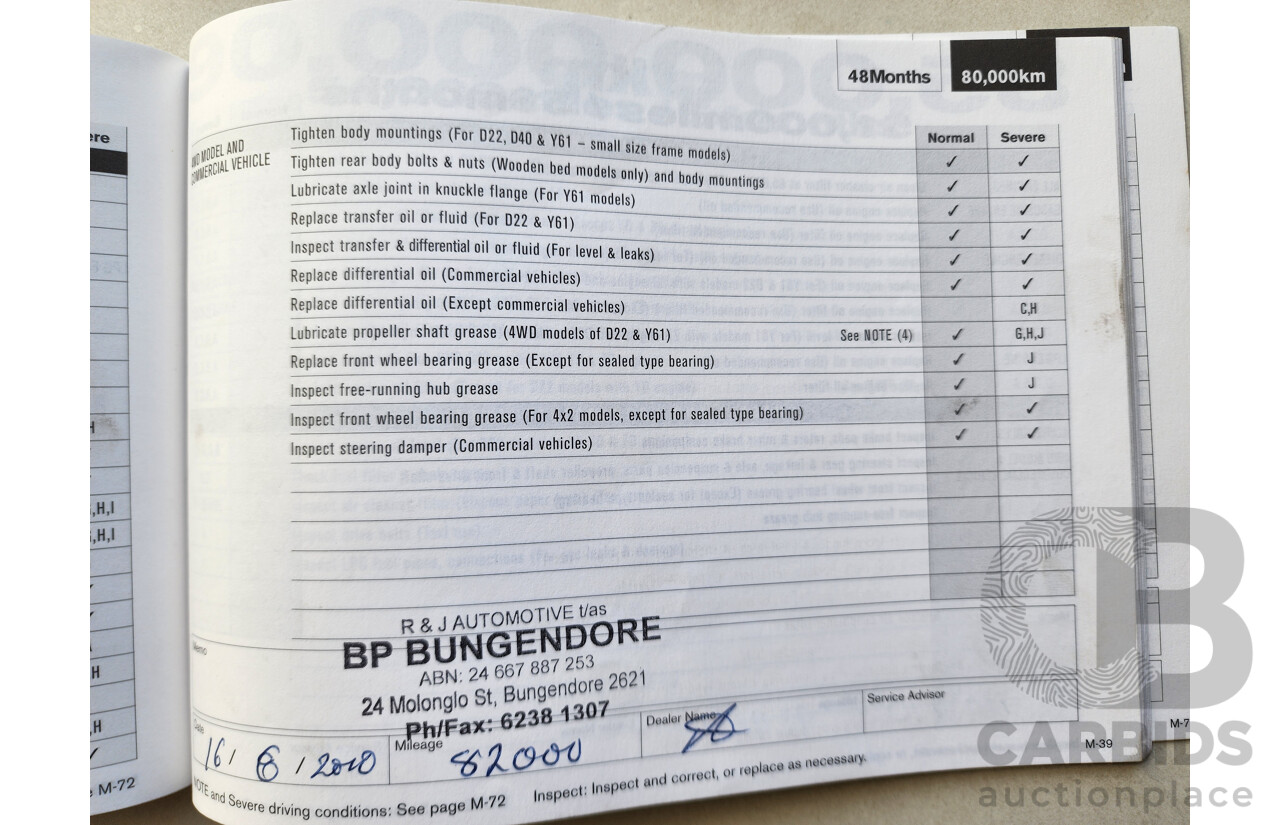 48Months 80,000km
Normal Severe
COMMERCIAL VEHICLE
MODEL AND
Tighten body mountings (For D22, D40 & Y61 – small size frame models) ✓ ✓
Tighten rear body bolts & nuts (Wooden bed models only) and body mountings ✓ ✓
Lubricate axle joint in knuckle flange (For Y61 models) ✓ ✓
Replace transfer oil or fluid (For D22 & Y61) ✓ ✓
Inspect transfer & differential oil or fluid (For level & leaks) ✓ ✓
Replace differential oil (Commercial vehicles) ✓ ✓
Replace differential oil (Except commercial vehicles) C,H
Lubricate propeller shaft grease (4WD models of D22 & Y61) See NOTE (4) ✓ G,H,J
Replace front wheel bearing grease (Except for sealed type bearing) ✓ J
Inspect free-running hub grease ✓ J
Inspect front wheel bearing grease (For 4x2 models, except for sealed type bearing) ✓ ✓
Inspect steering damper (Commercial vehicles) ✓ ✓
R & J AUTOMOTIVE t/as
BP BUNGENDORE
ABN: 24 667 887 253
24 Molonglo St, Bungendore 2621
Ph/Fax: 6238 1307
Mileage
Dealer Name
Service Advisor
16 / 8 / 2010
82000
NOTE and Severe driving conditions: See page M-72
Inspect: Inspect and correct, or replace as necessary.
M-39
M-7
ere
H
,H,I
,H,I
H
,H
M-72
CARBIDS
auctionplace